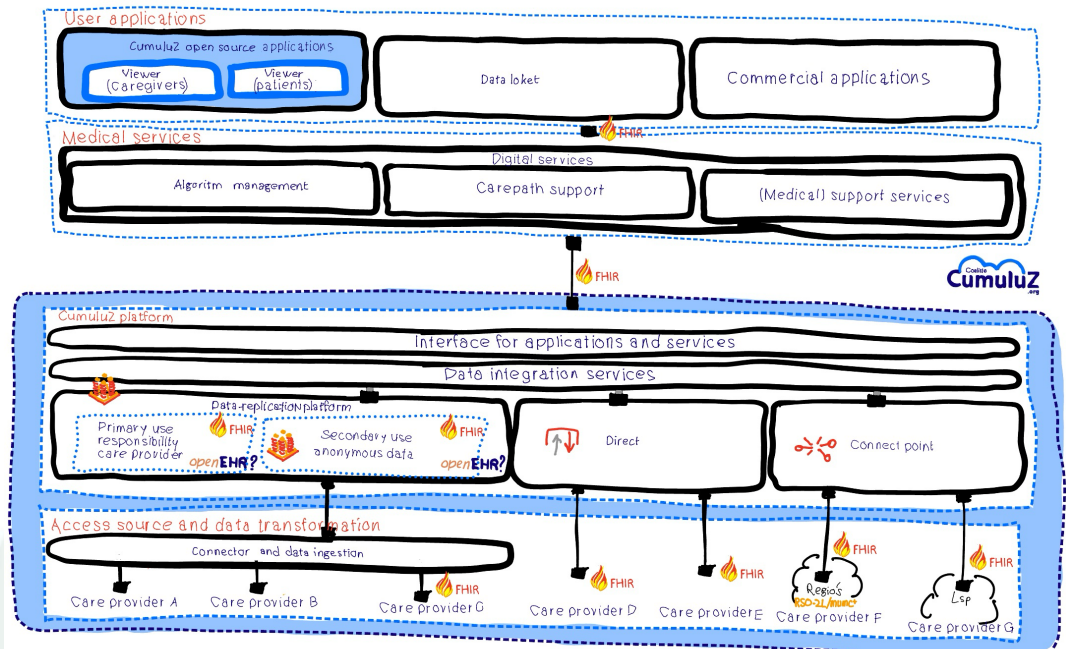 User applications
CumuluZ open source applications
Viewer
(Caregivers)
Viewer
(patients)
Data loket
Commercial applications
FHIR
Medical services
Digital services
Algoritm management
Carepath support
(Medical) support services
FHIR
Coalitie
CumuluZ
.org
CumuluZ platform
Interface for applications and services
Data integration services
Data-replication platform
Primary use
responsibility
care provider
FHIR
openEHR?
Secondary use
anonymous data
FHIR
openEHR?
Direct
Connect point
Access source and data transformation
Connector and data ingestion
FHIR
FHIR
FHIR
FHIR
FHIR
Regio's
RSO-ZL/mumc+
Lsp
Care provider A
Care provider B
Care provider C
Care provider D
Care provider E
Care provider F
Care provider G